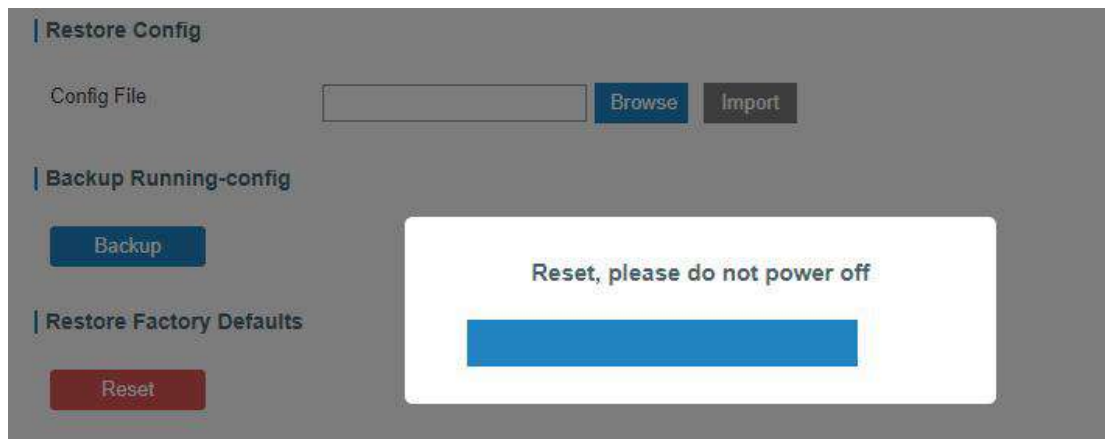 Restore Config
Config File
Browse
Import
Backup Running-config
Backup
Reset, please do not power off
Restore Factory Defaults
Reset